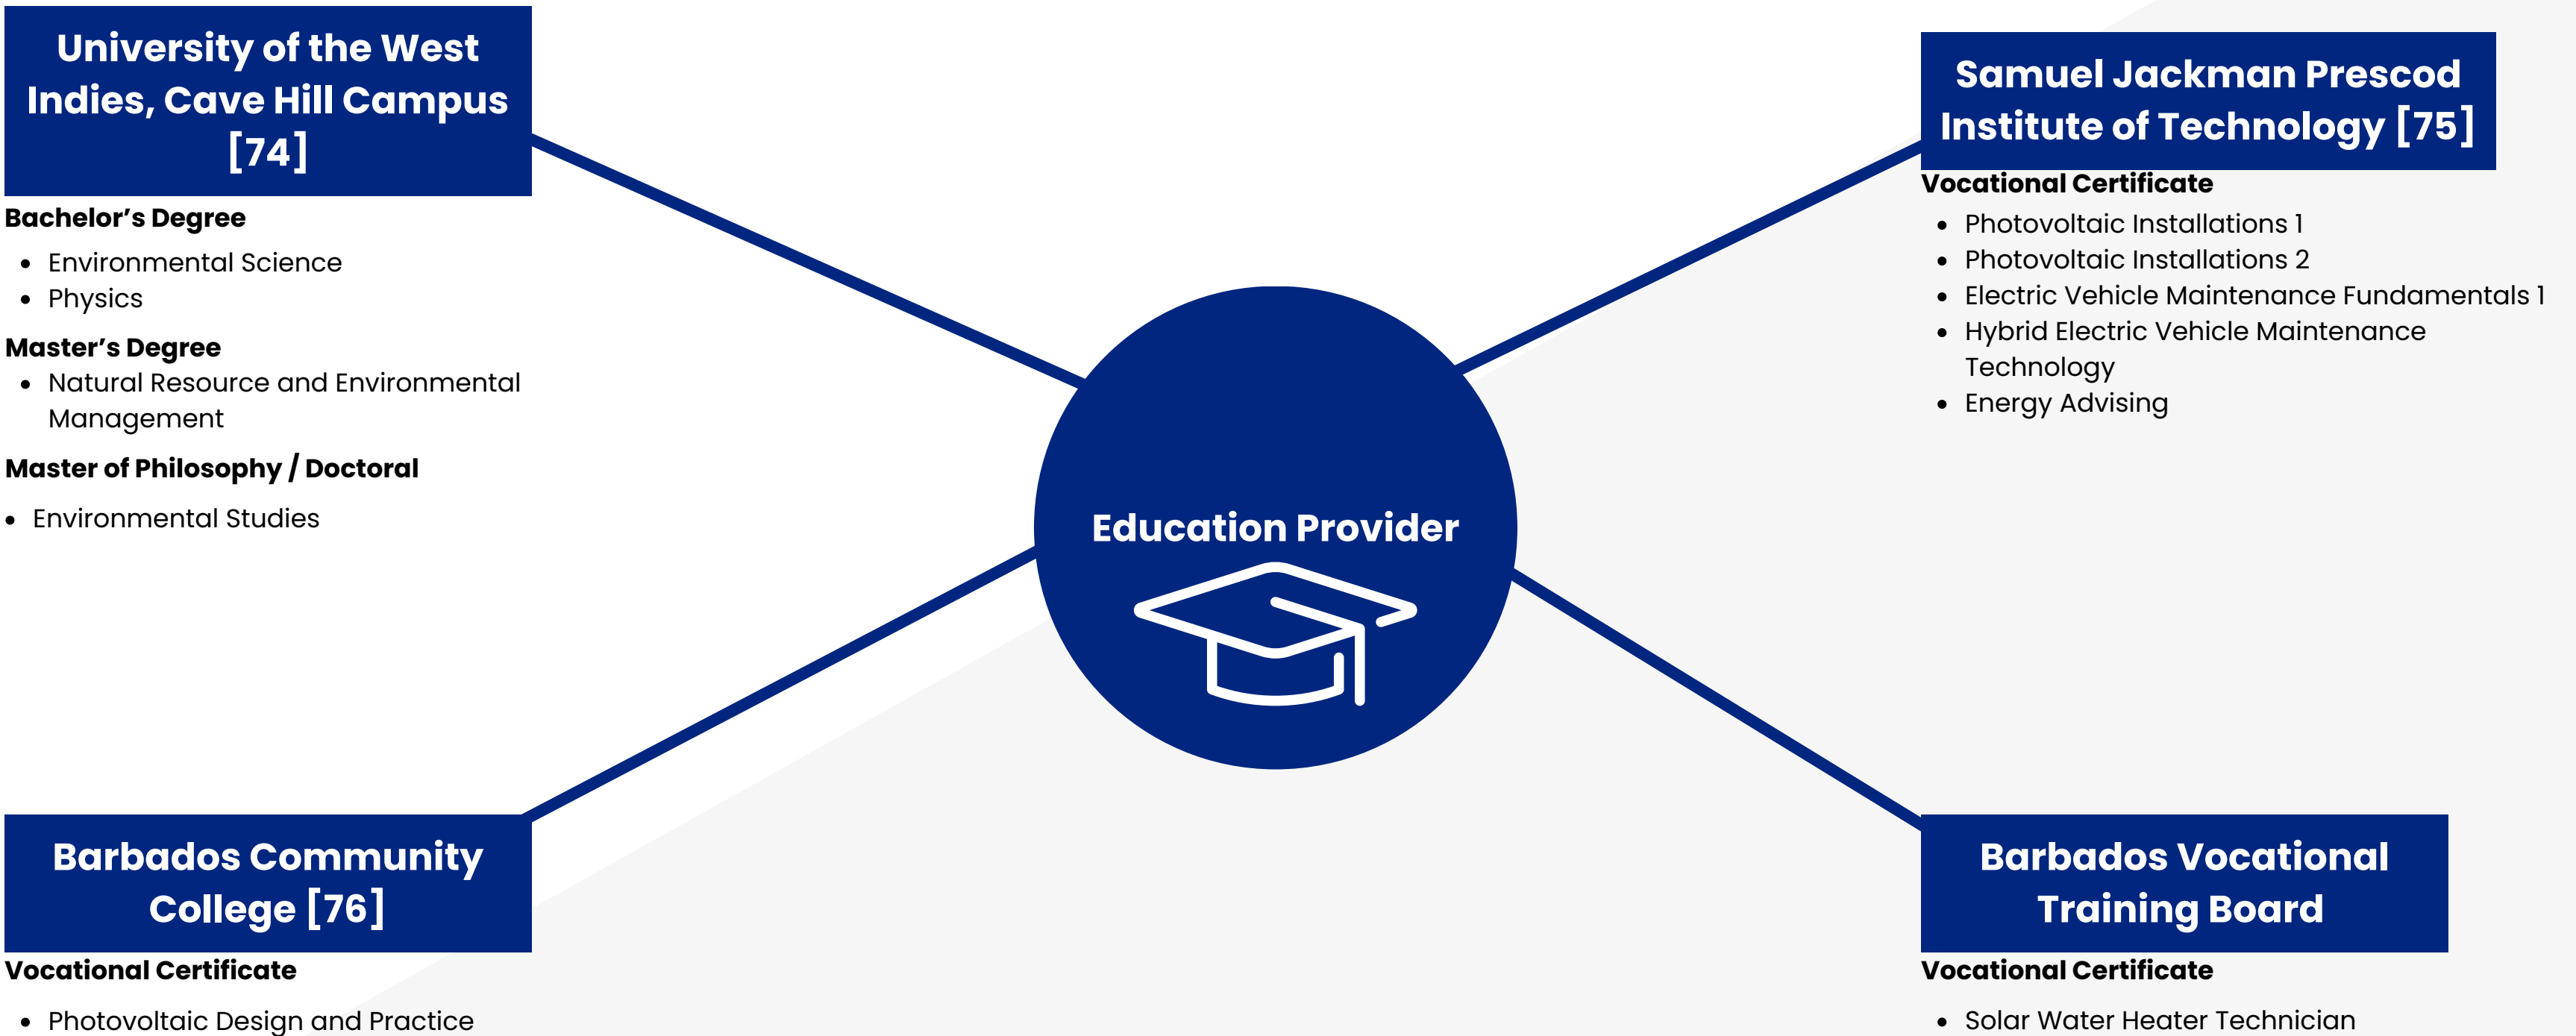 University of the West
Indies, Cave Hill Campus
[74]
Bachelor’s Degree
• Environmental Science
• Physics
Master’s Degree
• Natural Resource and Environmental
Management
Master of Philosophy / Doctoral
• Environmental Studies
Samuel Jackman Prescod
Institute of Technology [75]
Vocational Certificate
• Photovoltaic Installations 1
• Photovoltaic Installations 2
• Electric Vehicle Maintenance Fundamentals 1
• Hybrid Electric Vehicle Maintenance
Technology
• Energy Advising
Education Provider
Barbados Community
College [76]
Vocational Certificate
• Photovoltaic Design and Practice
Barbados Vocational
Training Board
Vocational Certificate
• Solar Water Heater Technician